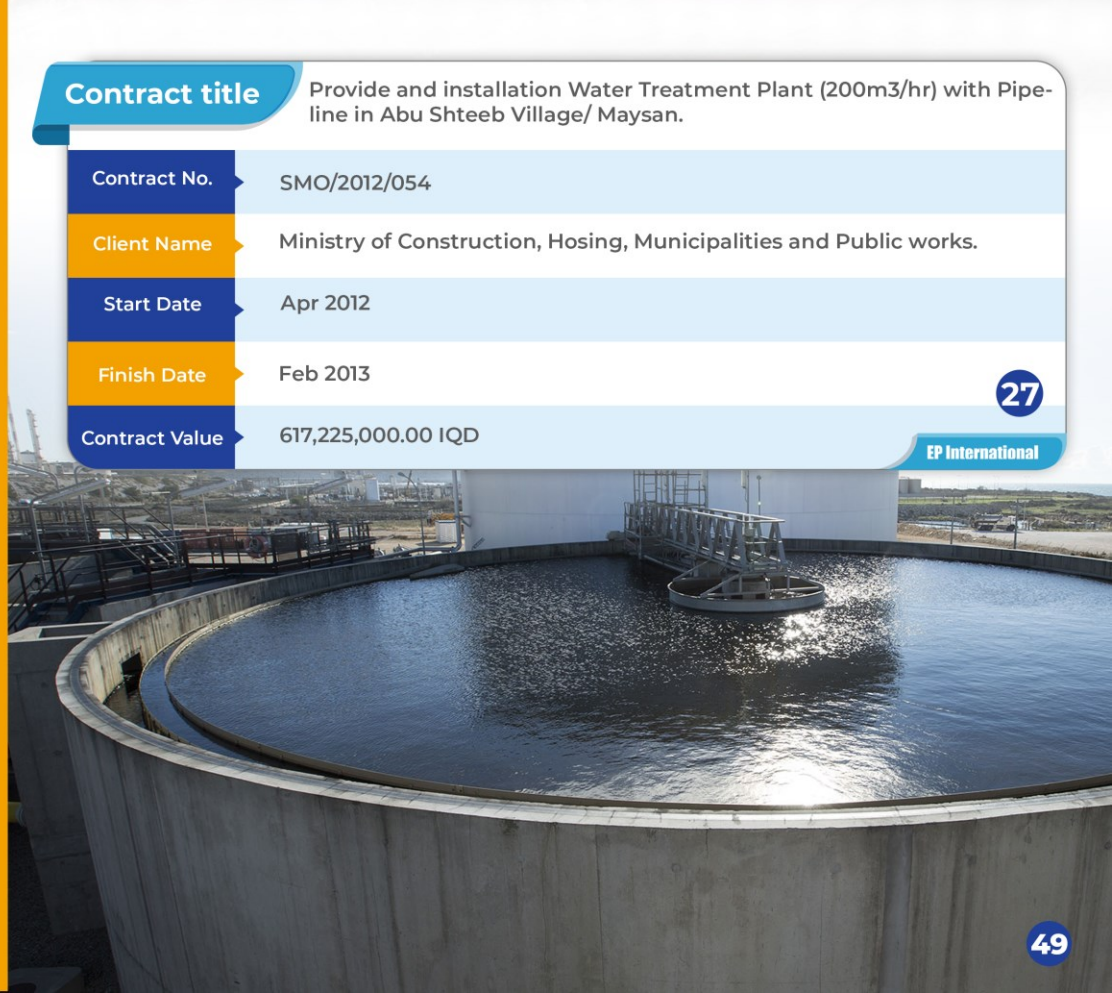 Contract title
Provide and installation Water Treatment Plant (200m3/hr) with Pipe-
line in Abu Shteeb Village/ Maysan.
Contract No.
SMO/2012/054
Client Name
Ministry of Construction, Hosing, Municipalities and Public works.
Start Date
Apr 2012
Finish Date
Feb 2013
27
Contract Value
617,225,000.00 IQD
EP International
49